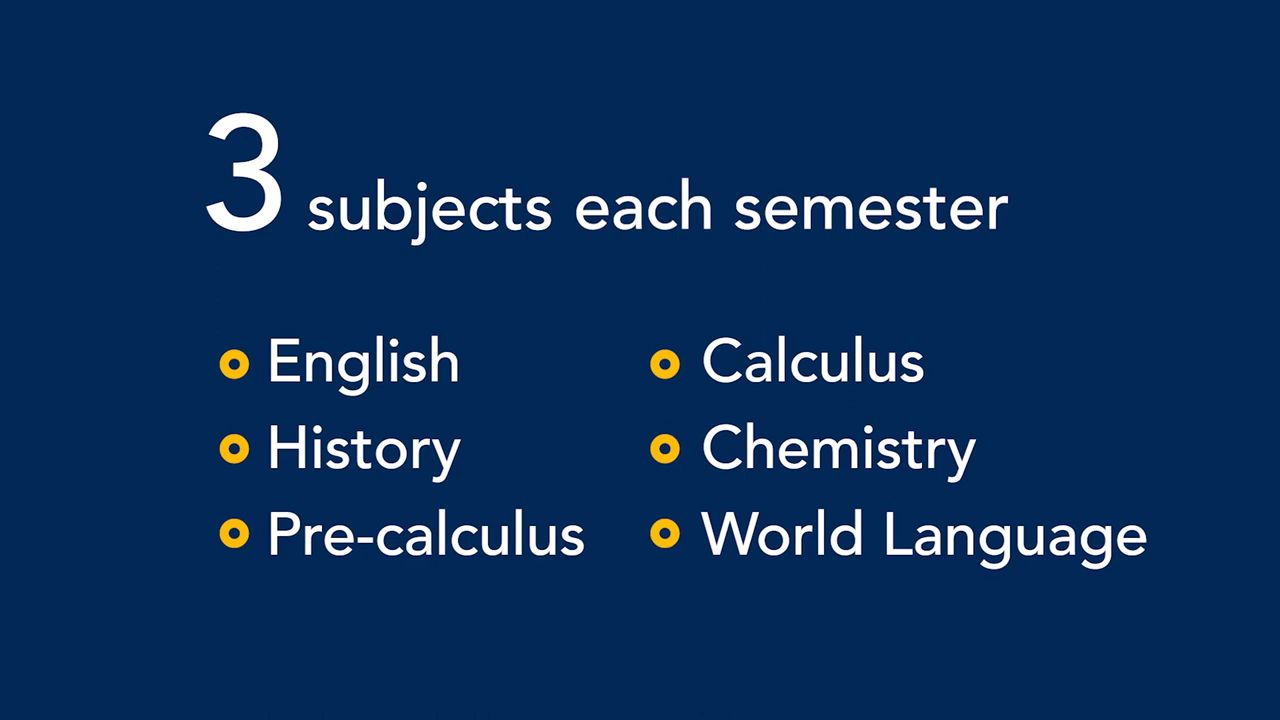 3 subjects each semester
English
History
Pre-calculus
Calculus
Chemistry
World Language